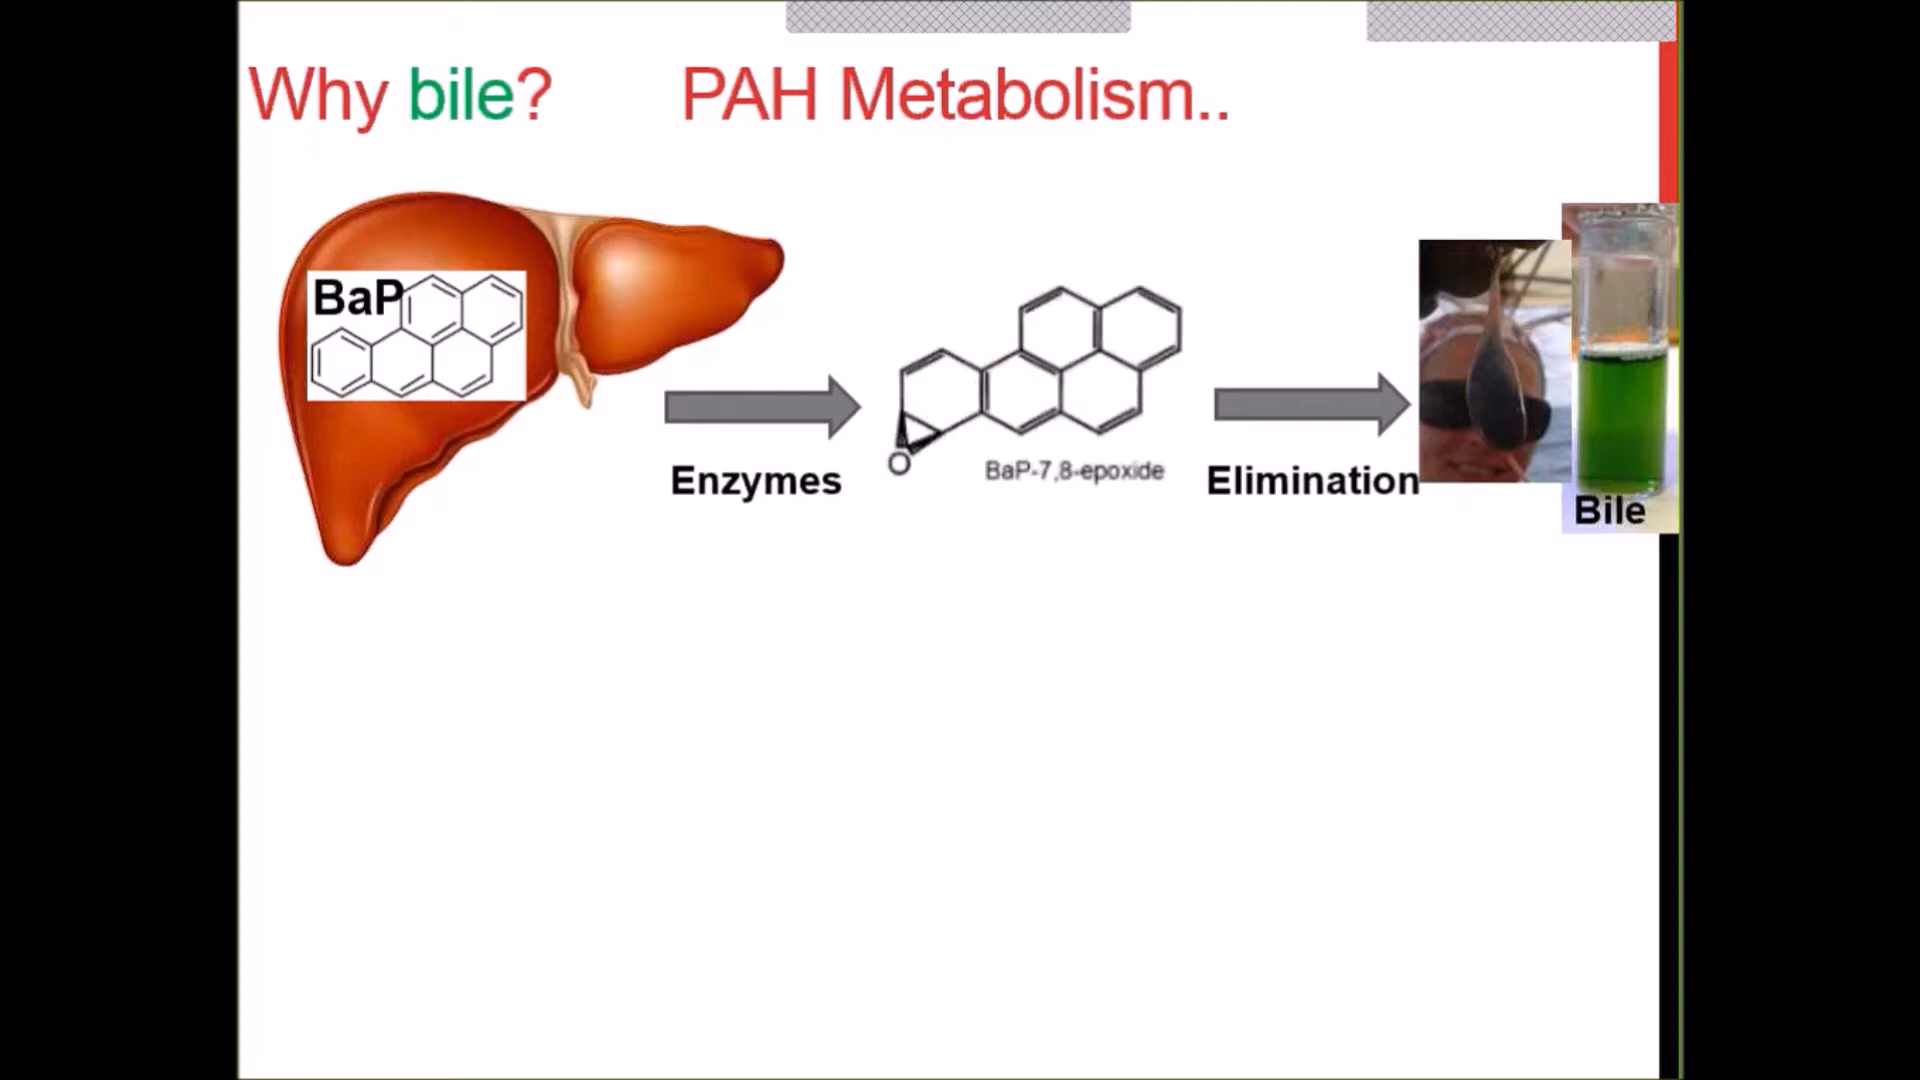 Why bile? PAH Metabolism..
BaP
O
BaP-7,8-epoxide
Enzymes
Elimination
Bile